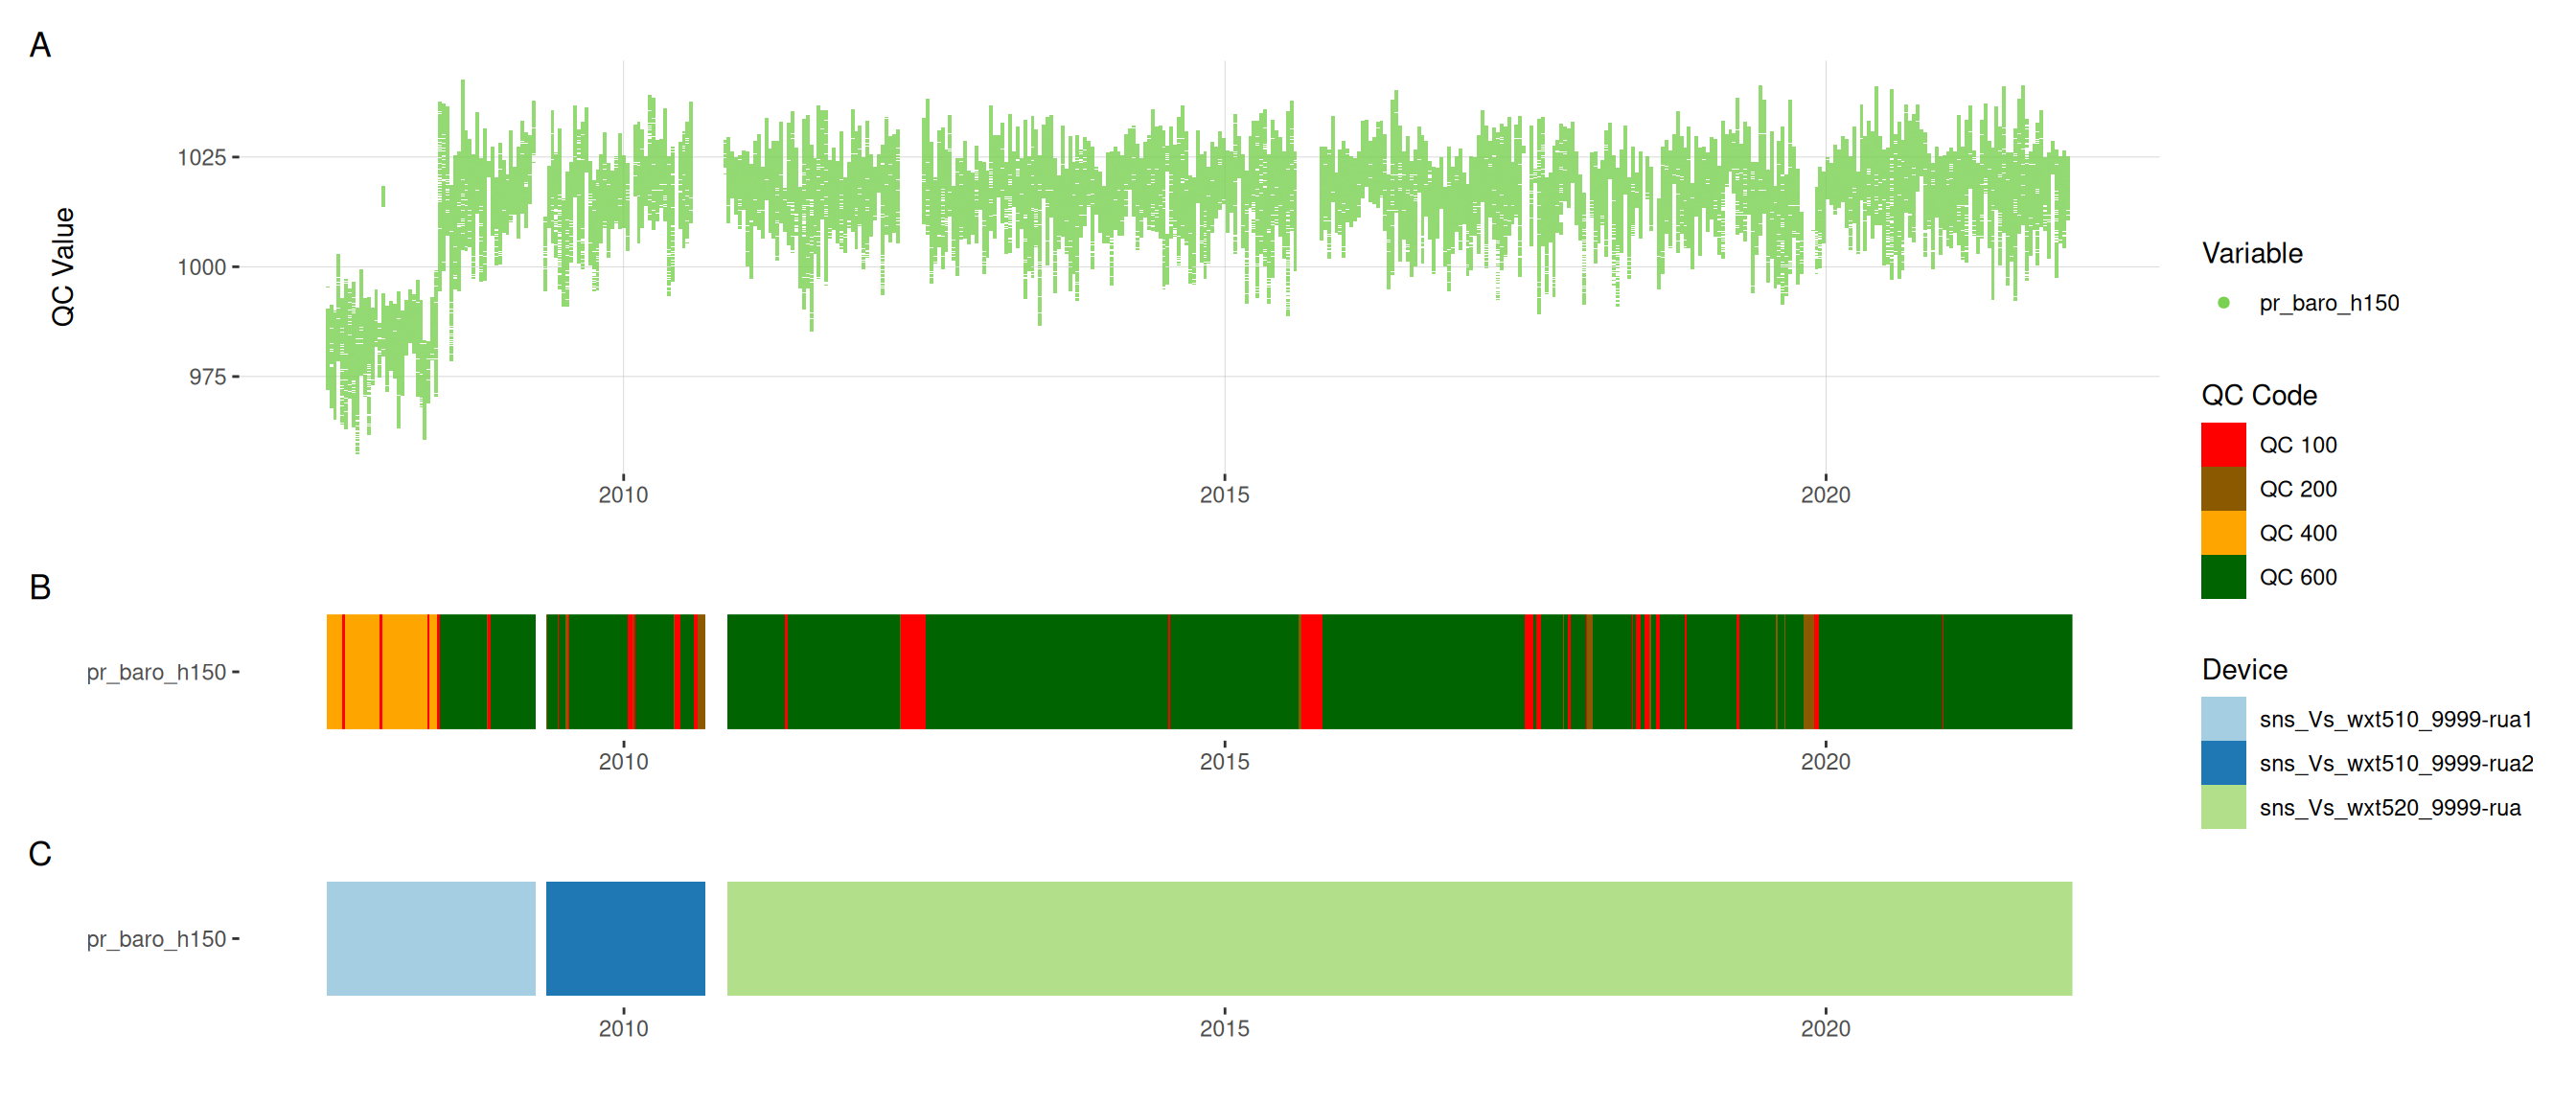 A
QC Value
1025
1000
975
2010 2015 2020
B
pr_baro_h150
2010 2015 2020
C
pr_baro_h150
2010 2015 2020
Variable
pr_baro_h150
QC Code
QC 100
QC 200
QC 400
QC 600
Device
sns_Vs_wxt510_9999-rua1
sns_Vs_wxt510_9999-rua2
sns_Vs_wxt520_9999-rua